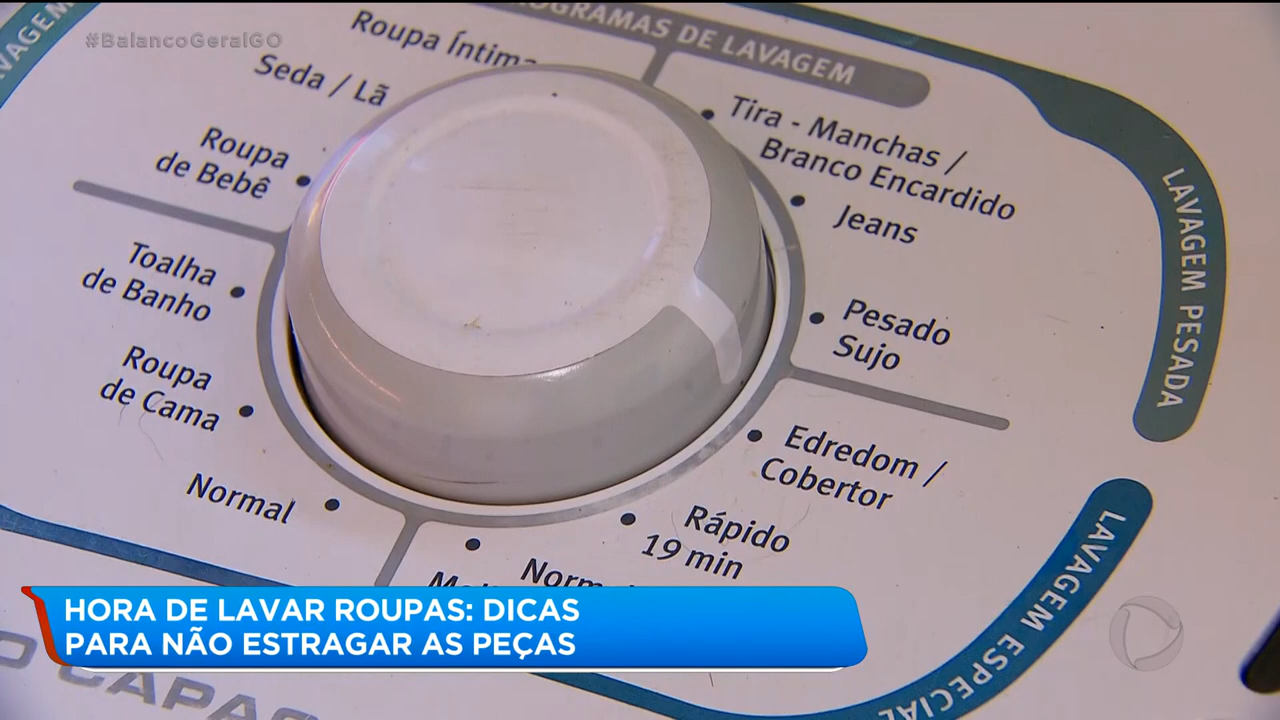 #BalancoGeralGO
PROGRAMAS DE LAVAGEM
Roupa Íntima
Seda / Lã
Roupa
de Bebê
Toalha
de Banho
Roupa
de Cama
Normal
Tira - Manchas /
Branco Encardido
Jeans
Pesado
Sujo
LAVAGEM PESADA
Edredom /
Cobertor
Rápido
19 min
LAVAGEM ESPECIAL
LAVAGEM
HORA DE LAVAR ROUPAS: DICAS
PARA NÃO ESTRAGAR AS PEÇAS